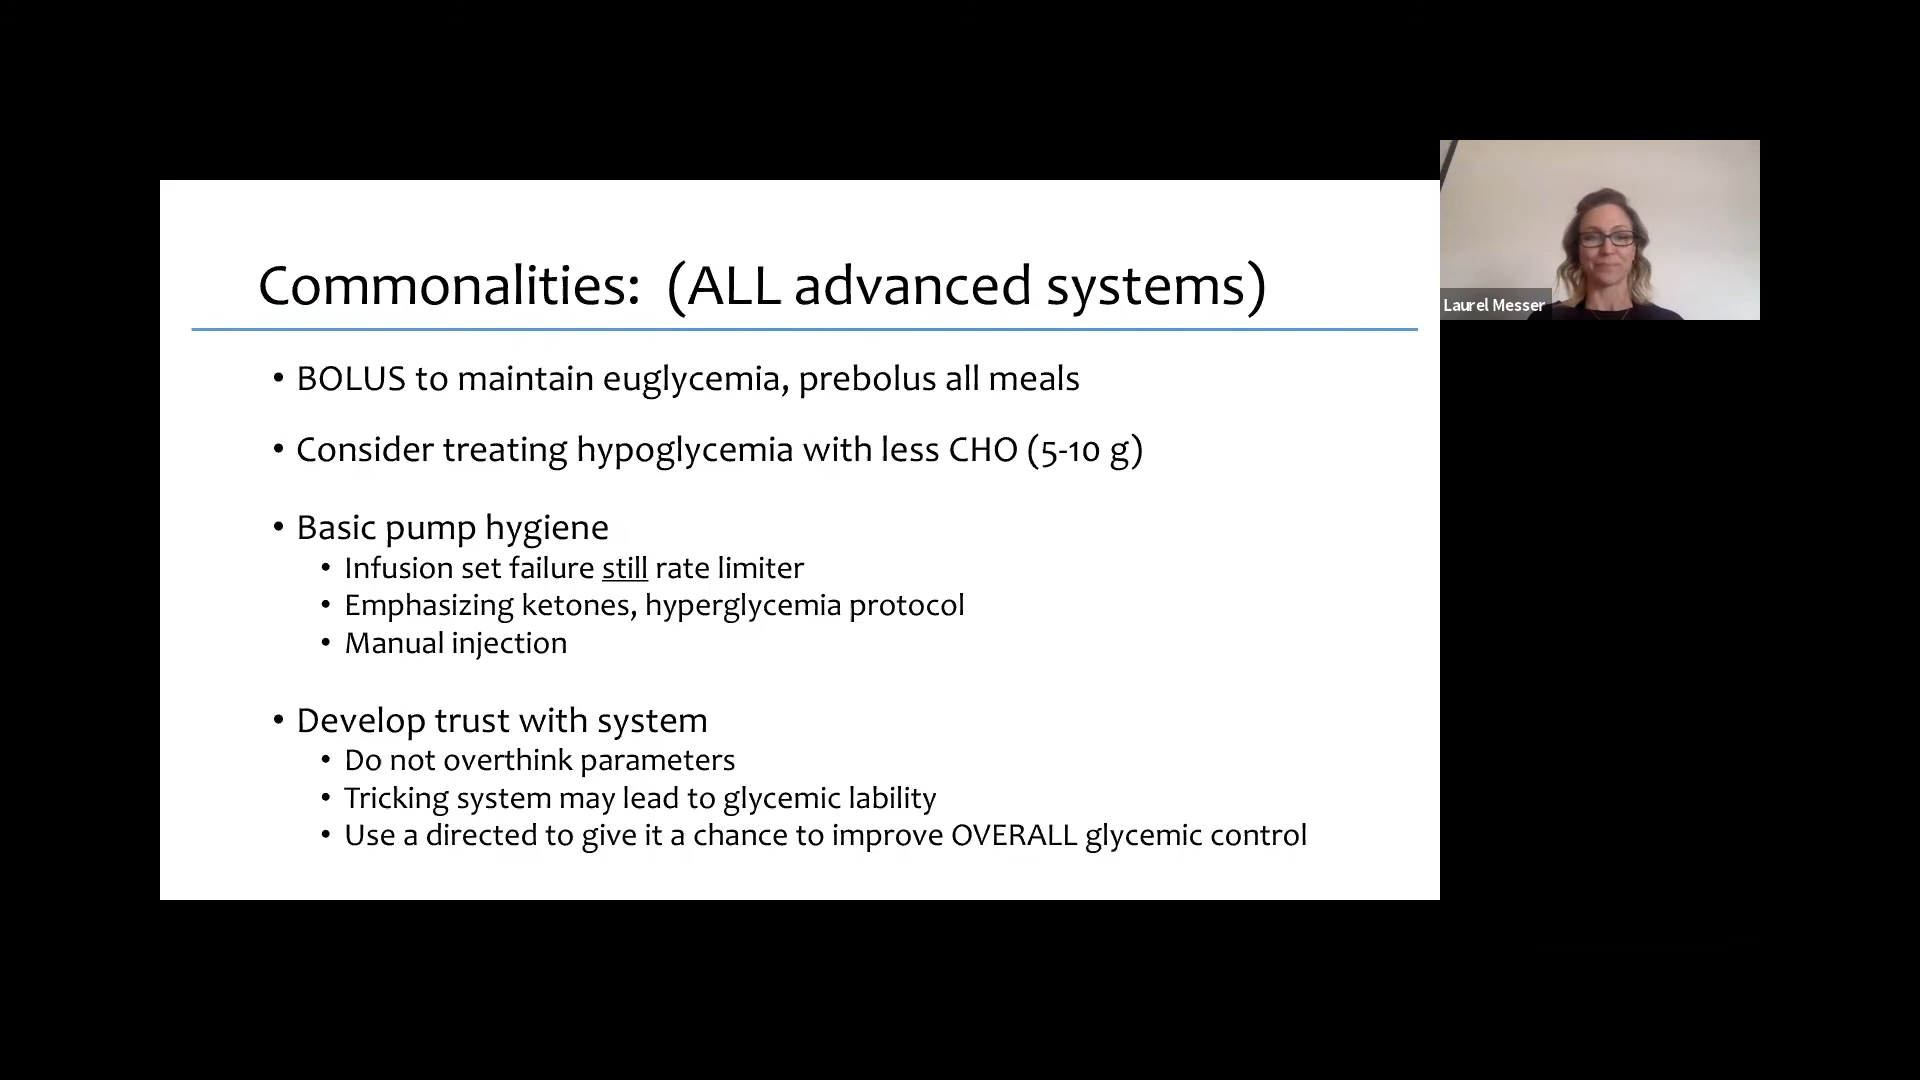 Commonalities: (ALL advanced systems)
• BOLUS to maintain euglycemia, prebolus all meals
• Consider treating hypoglycemia with less CHO (5-10 g)
• Basic pump hygiene
• Infusion set failure still rate limiter
• Emphasizing ketones, hyperglycemia protocol
• Manual injection
• Develop trust with system
• Do not overthink parameters
• Tricking system may lead to glycemic lability
• Use a directed to give it a chance to improve OVERALL glycemic control
Laurel Messer